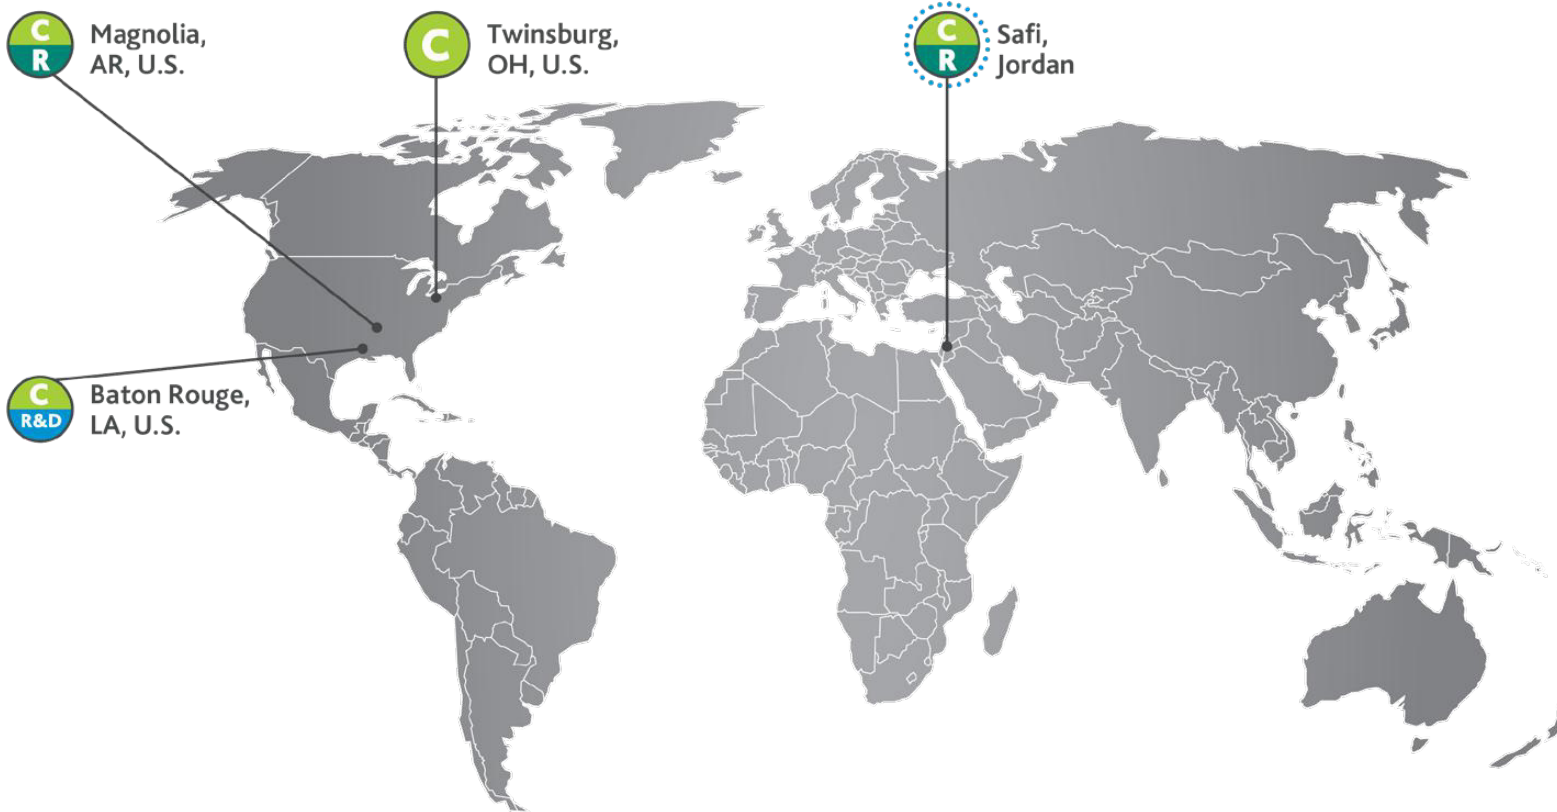 C
R
Magnolia,
AR, U.S.
C
Twinsburg,
OH, U.S.
C
R
Safi,
Jordan
C
R&D
Baton Rouge,
LA, U.S.